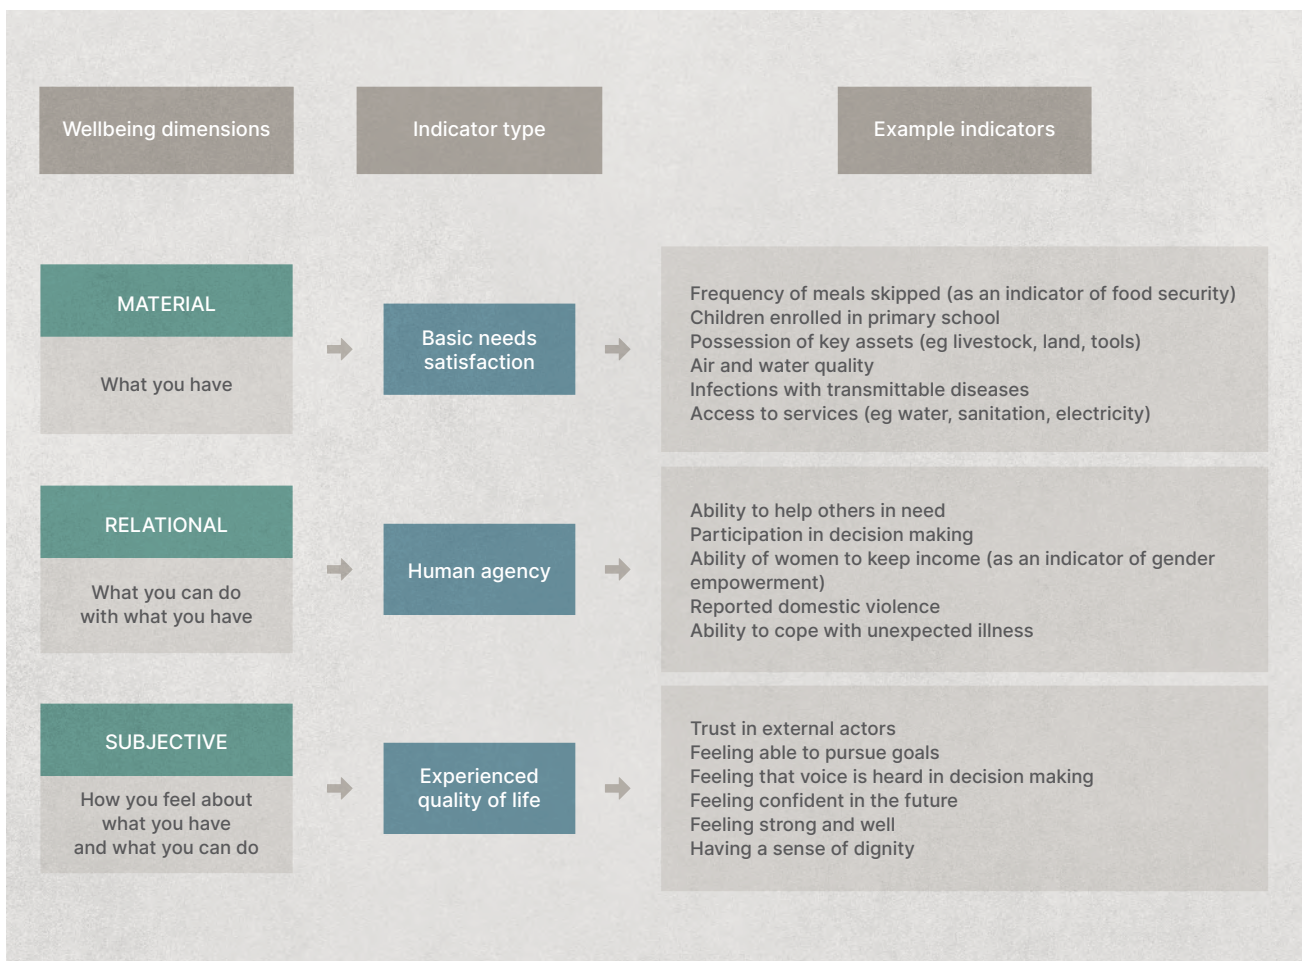 Wellbeing dimensions
Indicator type
Example indicators
MATERIAL
What you have
Basic needs
satisfaction
Frequency of meals skipped (as an indicator of food security)
Children enrolled in primary school
Possession of key assets (eg livestock, land, tools)
Air and water quality
Infections with transmittable diseases
Access to services (eg water, sanitation, electricity)
RELATIONAL
What you can do
with what you have
Human agency
Ability to help others in need
Participation in decision making
Ability of women to keep income (as an indicator of gender
empowerment)
Reported domestic violence
Ability to cope with unexpected illness
SUBJECTIVE
How you feel about
what you have
and what you can do
Experienced
quality of life
Trust in external actors
Feeling able to pursue goals
Feeling that voice is heard in decision making
Feeling confident in the future
Feeling strong and well
Having a sense of dignity